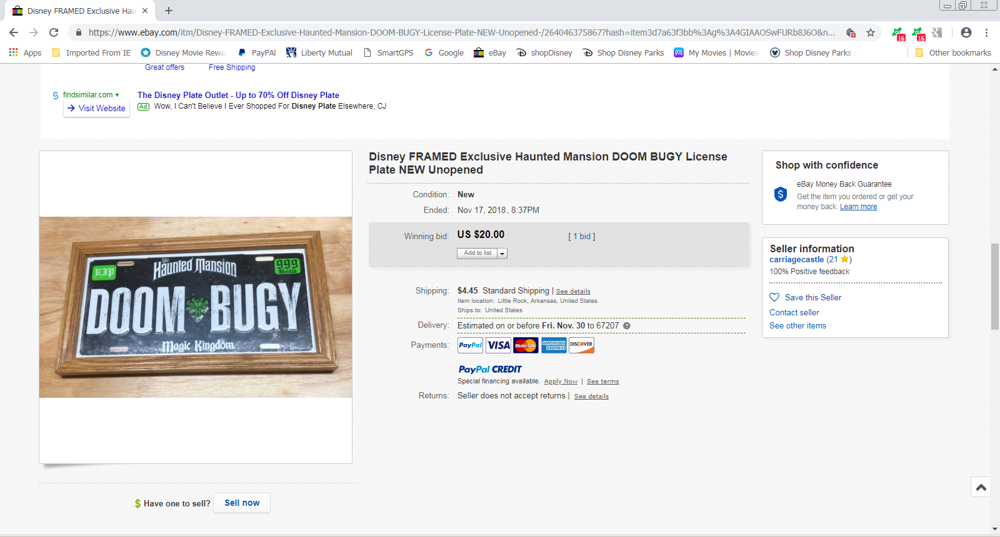 Disney FRAMED Exclusive Hau
https://www.ebay.com/itm/Disney-FRAMED-Exclusive-Haunted-Mansion-DOOM-BUGY-License-Plate-NEW-Unopened-/264046375867?hash=item3d7a63f3bb%3Ag%3A4GIAAOSwFURb8J6O&n...
16
16
Apps
Imported From IE
Disney Movie Rewa
PayPAl
Liberty Mutual
SmartGPS
Google
eBay
shopDisney
Shop Disney Parks
My Movies | Movies
Shop Disney Parks
Other bookmarks
Great offers
Free Shipping
findsimilar.com
The Disney Plate Outlet - Up to 70% Off Disney Plate
Visit Website
Ad Wow, I Can't Believe I Ever Shopped For Disney Plate Elsewhere, CJ
RIP
The
Haunted Mansion
999
Ghosts
DOOM BUGY
Magic Kingdom
$ Have one to sell? Sell now
Disney FRAMED Exclusive Haunted Mansion DOOM BUGY License
Plate NEW Unopened
Condition: New
Ended: Nov 17, 2018 , 8:37PM
Winning bid: US $20.00 [ 1 bid ]
Add to list
Shipping: $4.45 Standard Shipping | See details
Item location: Little Rock, Arkansas, United States
Ships to: United States
Delivery: Estimated on or before Fri. Nov. 30 to 67207 ?
Payments: PayPal VISA MasterCard AMERICAN EXPRESS DISCOVER
PayPal CREDIT
Special financing available. Apply Now | See terms
Returns: Seller does not accept returns | See details
Shop with confidence
eBay Money Back Guarantee
$ Get the item you ordered or get your
money back. Learn more
Seller information
carriagecastle (21 )
100% Positive feedback
Save this Seller
Contact seller
See other items